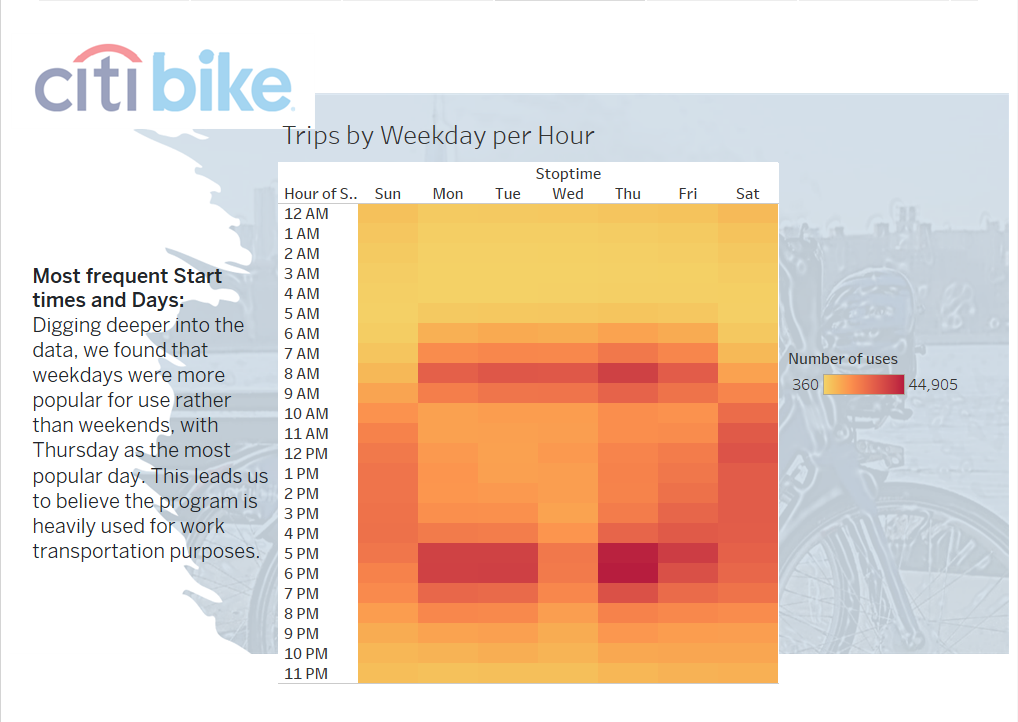 citi bike.
Trips by Weekday per Hour
Stoptime
Hour of S.. Sun Mon Tue Wed Thu Fri Sat
12 AM
1 AM
2 AM
3 AM
4 AM
5 AM
6 AM
7 AM
8 AM
9 AM
10 AM
11 AM
12 PM
1 PM
2 PM
3 PM
4 PM
5 PM
6 PM
7 PM
8 PM
9 PM
10 PM
11 PM
Most frequent Start
times and Days:
Digging deeper into the
data, we found that
weekdays were more
popular for use rather
than weekends, with
Thursday as the most
popular day. This leads us
to believe the program is
heavily used for work
transportation purposes.
Number of uses
360 44,905